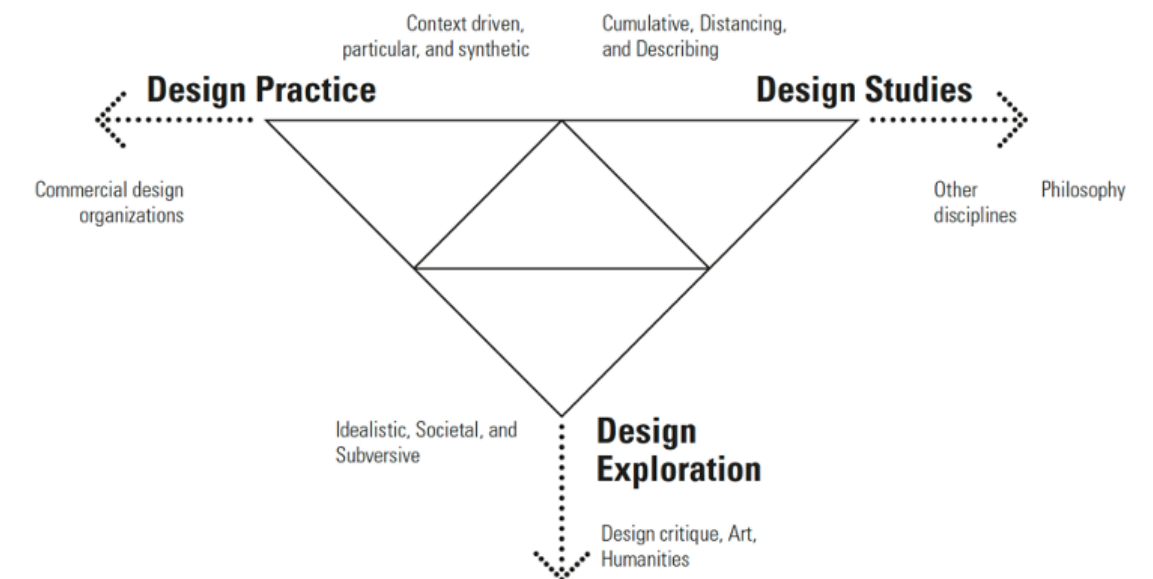 Context driven,
particular, and synthetic
Cumulative, Distancing,
and Describing
Design Practice
Design Studies
Commercial design
organizations
Other
disciplines
Philosophy
Idealistic, Societal, and
Subversive
Design
Exploration
Design critique, Art,
Humanities